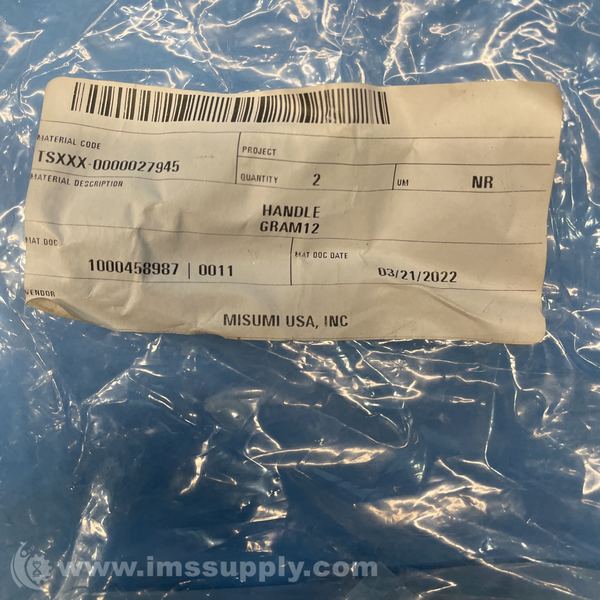 MATERIAL CODE
TSXXX-0000027945
PROJECT
QUANTITY 2 UM NR
MATERIAL DESCRIPTION
HANDLE
GRAM12
MAT DOC
1000458987 | 0011
MAT DOC DATE
03/21/2022
VENDOR
MISUMI USA, INC
www.imssupply.com